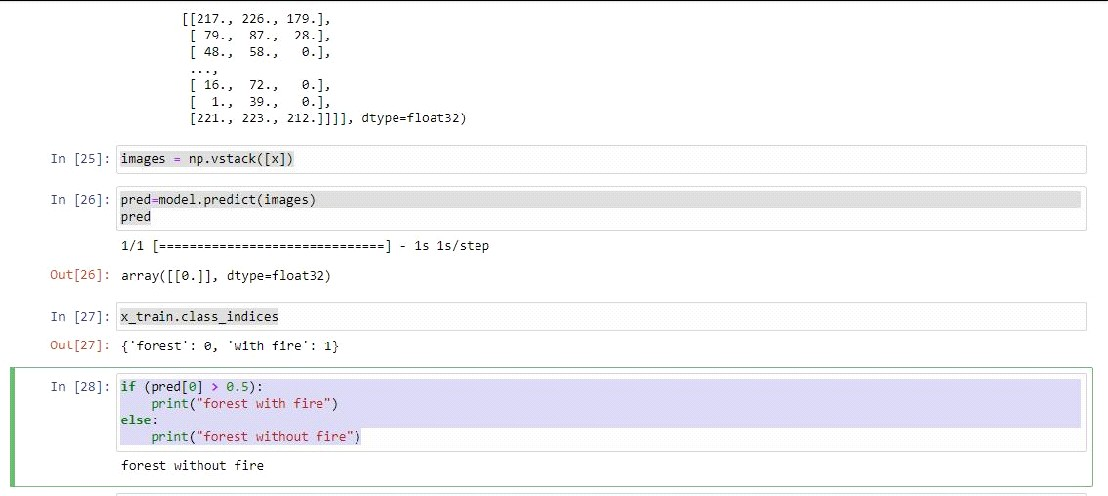 [[217., 226., 179.],
[ 79., 87., 28.],
[ 48., 58., 0.],
...,
[ 16., 72., 0.],
[ 1., 39., 0.],
[221., 223., 212.]]]], dtype=float32)
In [25]: images = np.vstack([x])
In [26]: pred=model.predict(images)
pred
1/1 [==============================] - 1s 1s/step
Out[26]: array([[0.]], dtype=float32)
In [27]: x_train.class_indices
Out[27]: {'forest': 0, 'with fire': 1}
In [28]: if (pred[0] > 0.5):
print("forest with fire")
else:
print("forest without fire")
forest without fire